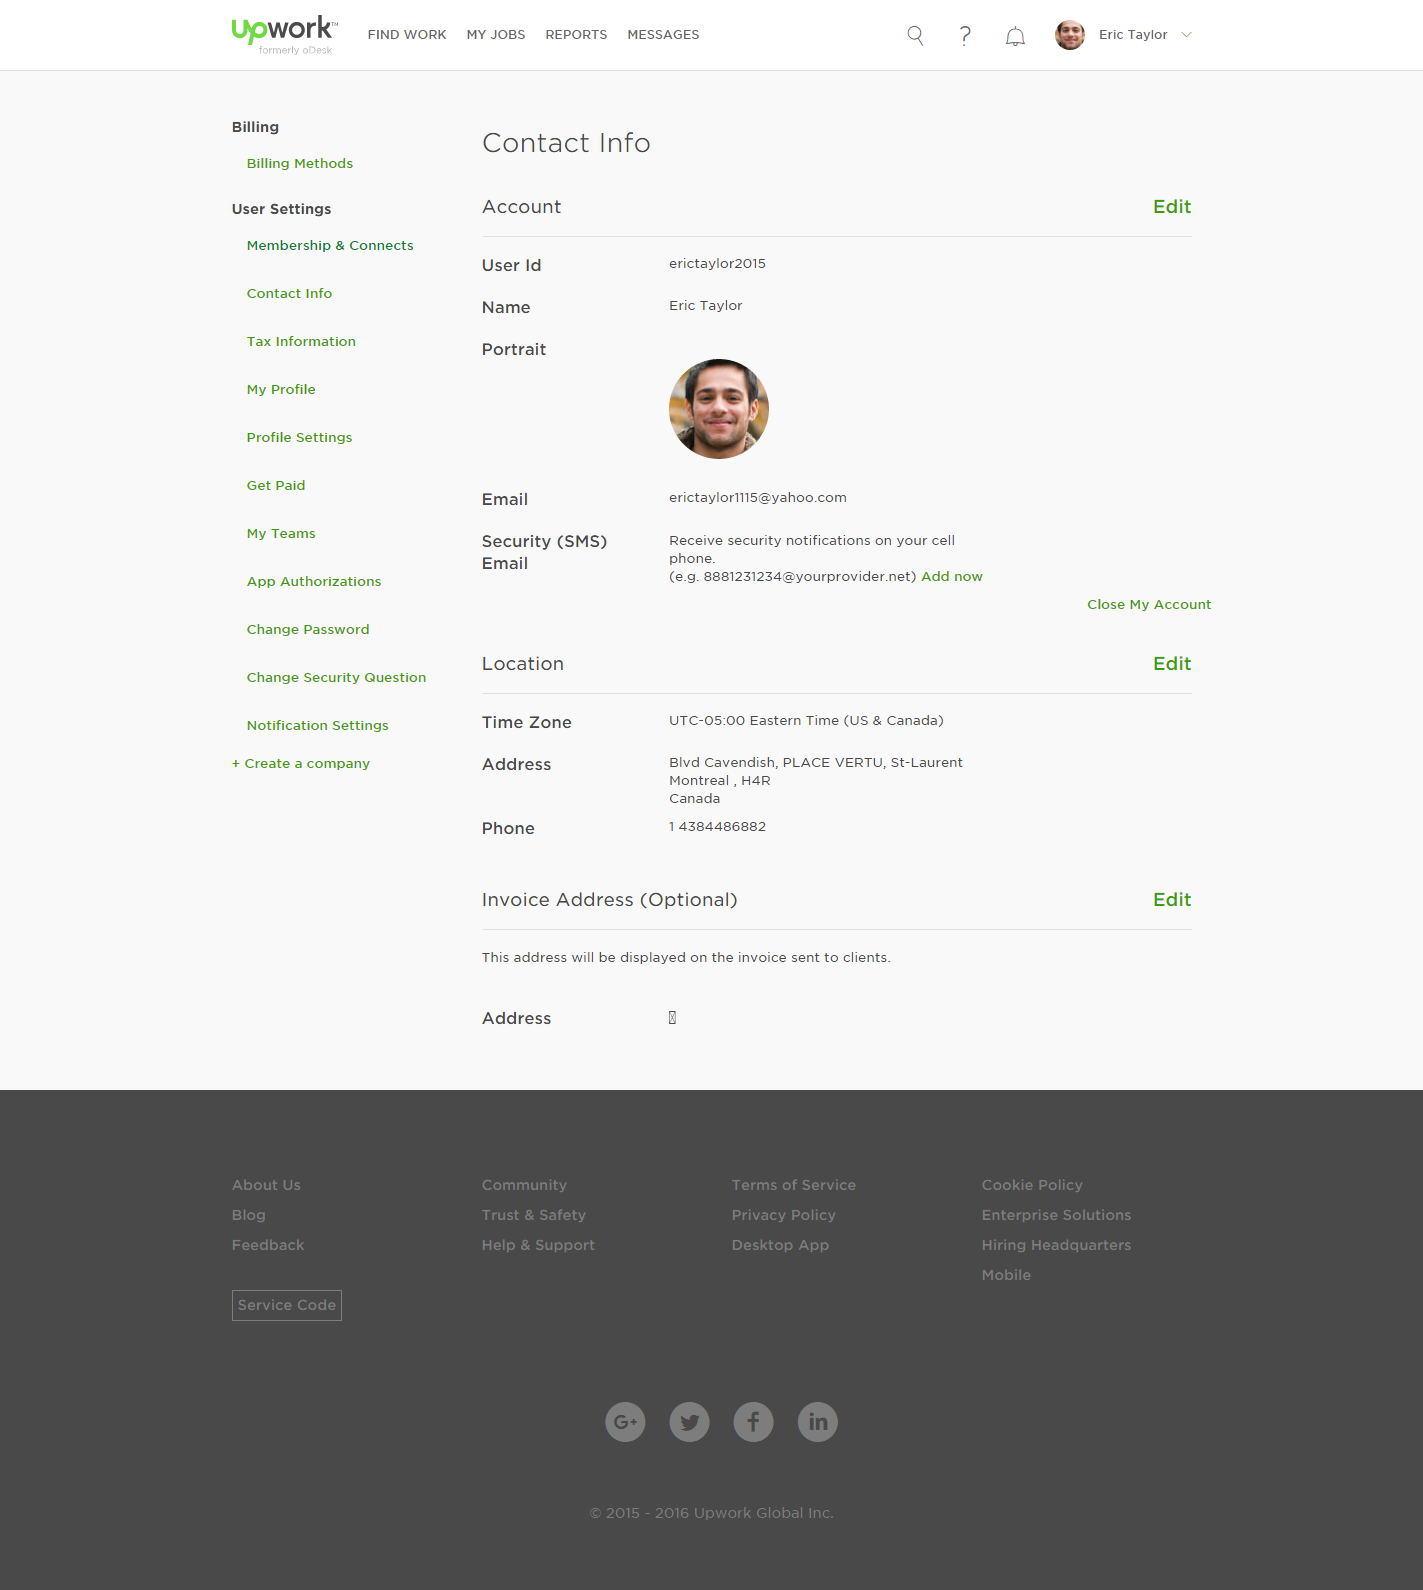 Upwork™
formerly oDesk
FIND WORK MY JOBS REPORTS MESSAGES
? Eric Taylor
Billing
Billing Methods
User Settings
Membership & Connects
Contact Info
Tax Information
My Profile
Profile Settings
Get Paid
My Teams
App Authorizations
Change Password
Change Security Question
Notification Settings
+ Create a company
Contact Info
Account Edit
User Id erictaylor2015
Name Eric Taylor
Portrait
Email erictaylor1115@yahoo.com
Security (SMS) Email
Receive security notifications on your cell
phone.
(e.g. 8881231234@yourprovider.net) Add now
Close My Account
Location Edit
Time Zone UTC-05:00 Eastern Time (US & Canada)
Address Blvd Cavendish, PLACE VERTU, St-Laurent
Montreal , H4R
Canada
Phone 1 4384486882
Invoice Address (Optional) Edit
This address will be displayed on the invoice sent to clients.
Address
About Us
Blog
Feedback
Service Code
Community
Trust & Safety
Help & Support
Terms of Service
Privacy Policy
Desktop App
Cookie Policy
Enterprise Solutions
Hiring Headquarters
Mobile
G+ f in
© 2015 - 2016 Upwork Global Inc.